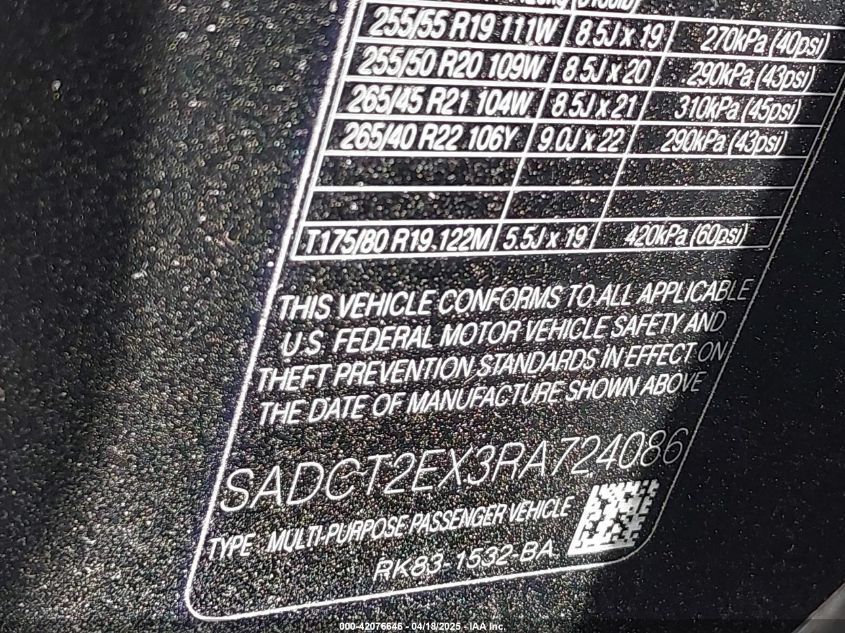 255/55 R19 111W 8.5J x 19 270kPa (40psi)
255/50 R20 109W 8.5J x 20 290kPa (43psi)
265/45 R21 104W 8.5J x 21 310kPa (45psi)
265/40 R22 106Y 9.0J x 22 290kPa (43psi)
T175/80 R19 122M 5.5J x 19 420kPa (60psi)
THIS VEHICLE CONFORMS TO ALL APPLICABLE
U.S. FEDERAL MOTOR VEHICLE SAFETY AND
THEFT PREVENTION STANDARDS IN EFFECT ON
THE DATE OF MANUFACTURE SHOWN ABOVE
SADCT2EX3RA724086
TYPE MULTI-PURPOSE PASSENGER VEHICLE
RK83-1532-BA
000-42076646 - 04/18/2025 - IAA Inc.